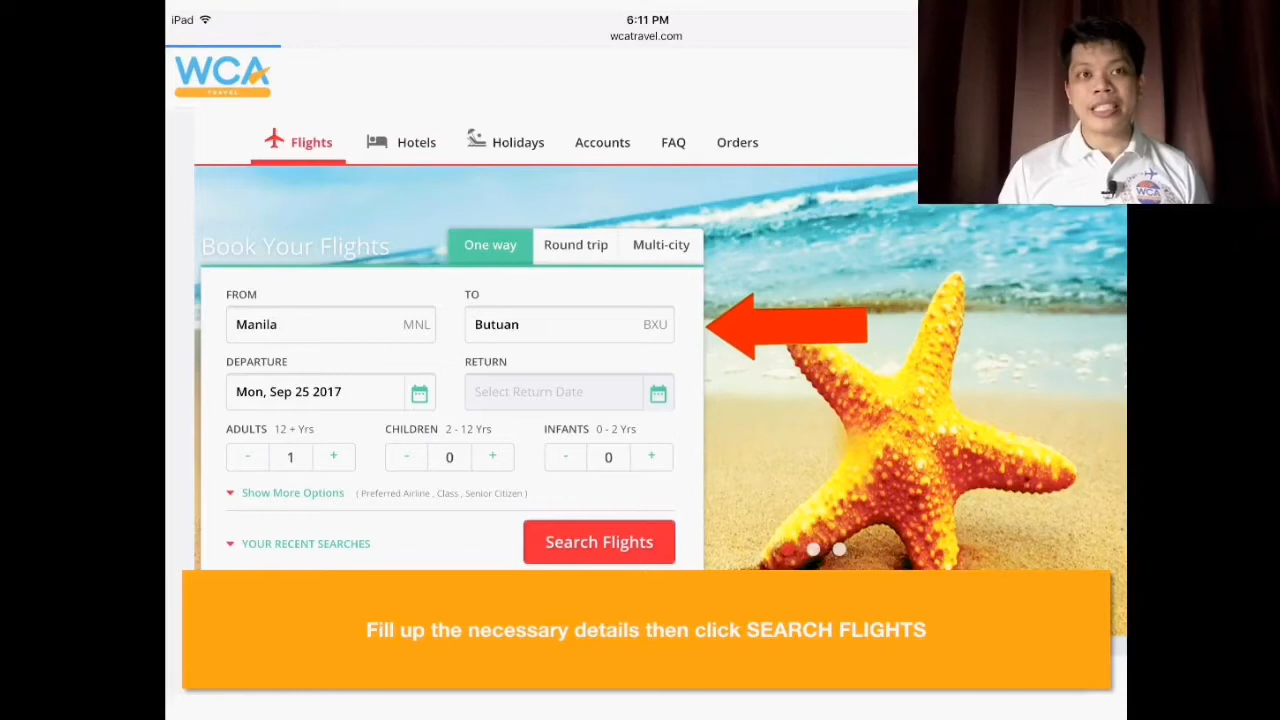 iPad
6:11 PM
wcatravel.com
WCA
TRAVEL
Flights Hotels Holidays Accounts FAQ Orders
Book Your Flights
One way Round trip Multi-city
FROM TO
Manila MNL Butuan BXU
DEPARTURE RETURN
Mon, Sep 25 2017 Select Return Date
ADULTS 12 + Yrs CHILDREN 2 - 12 Yrs INFANTS 0 - 2 Yrs
- 1 + - 0 + - 0 +
Show More Options ( Preferred Airline , Class , Senior Citizen )
YOUR RECENT SEARCHES Search Flights
Fill up the necessary details then click SEARCH FLIGHTS
WCA